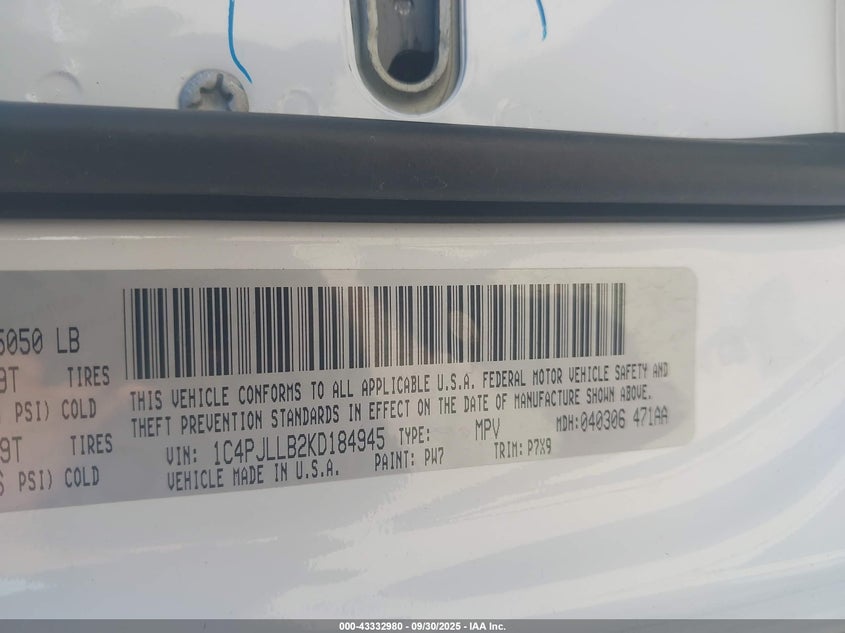 5050 LB
9T TIRES
PSI) COLD
9T TIRES
PSI) COLD
THIS VEHICLE CONFORMS TO ALL APPLICABLE U.S.A. FEDERAL MOTOR VEHICLE SAFETY AND
THEFT PREVENTION STANDARDS IN EFFECT ON THE DATE OF MANUFACTURE SHOWN ABOVE.
VIN: 1C4PJLLB2KD184945 TYPE: MPV MDH:040306 471AA
VEHICLE MADE IN U.S.A. PAINT: PW7 TRIM: P7X9
000-43332980 - 09/30/2025 - IAA Inc.